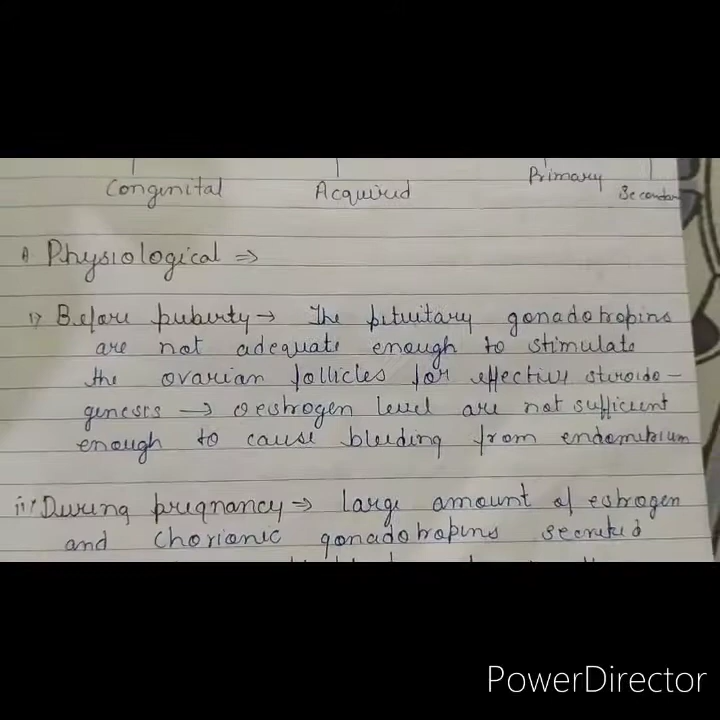 Congenital Acquired Primary Secondary
A Physiological ⇒
i) Before puberty → The pituitary gonadotropins
are not adequate enough to stimulate
the ovarian follicles for effective steroido-
genesis → oestrogen level are not sufficient
enough to cause bleeding from endometrium
ii) During pregnancy ⇒ Large amount of estrogen
and chorionic gonadotropins secreted
PowerDirector